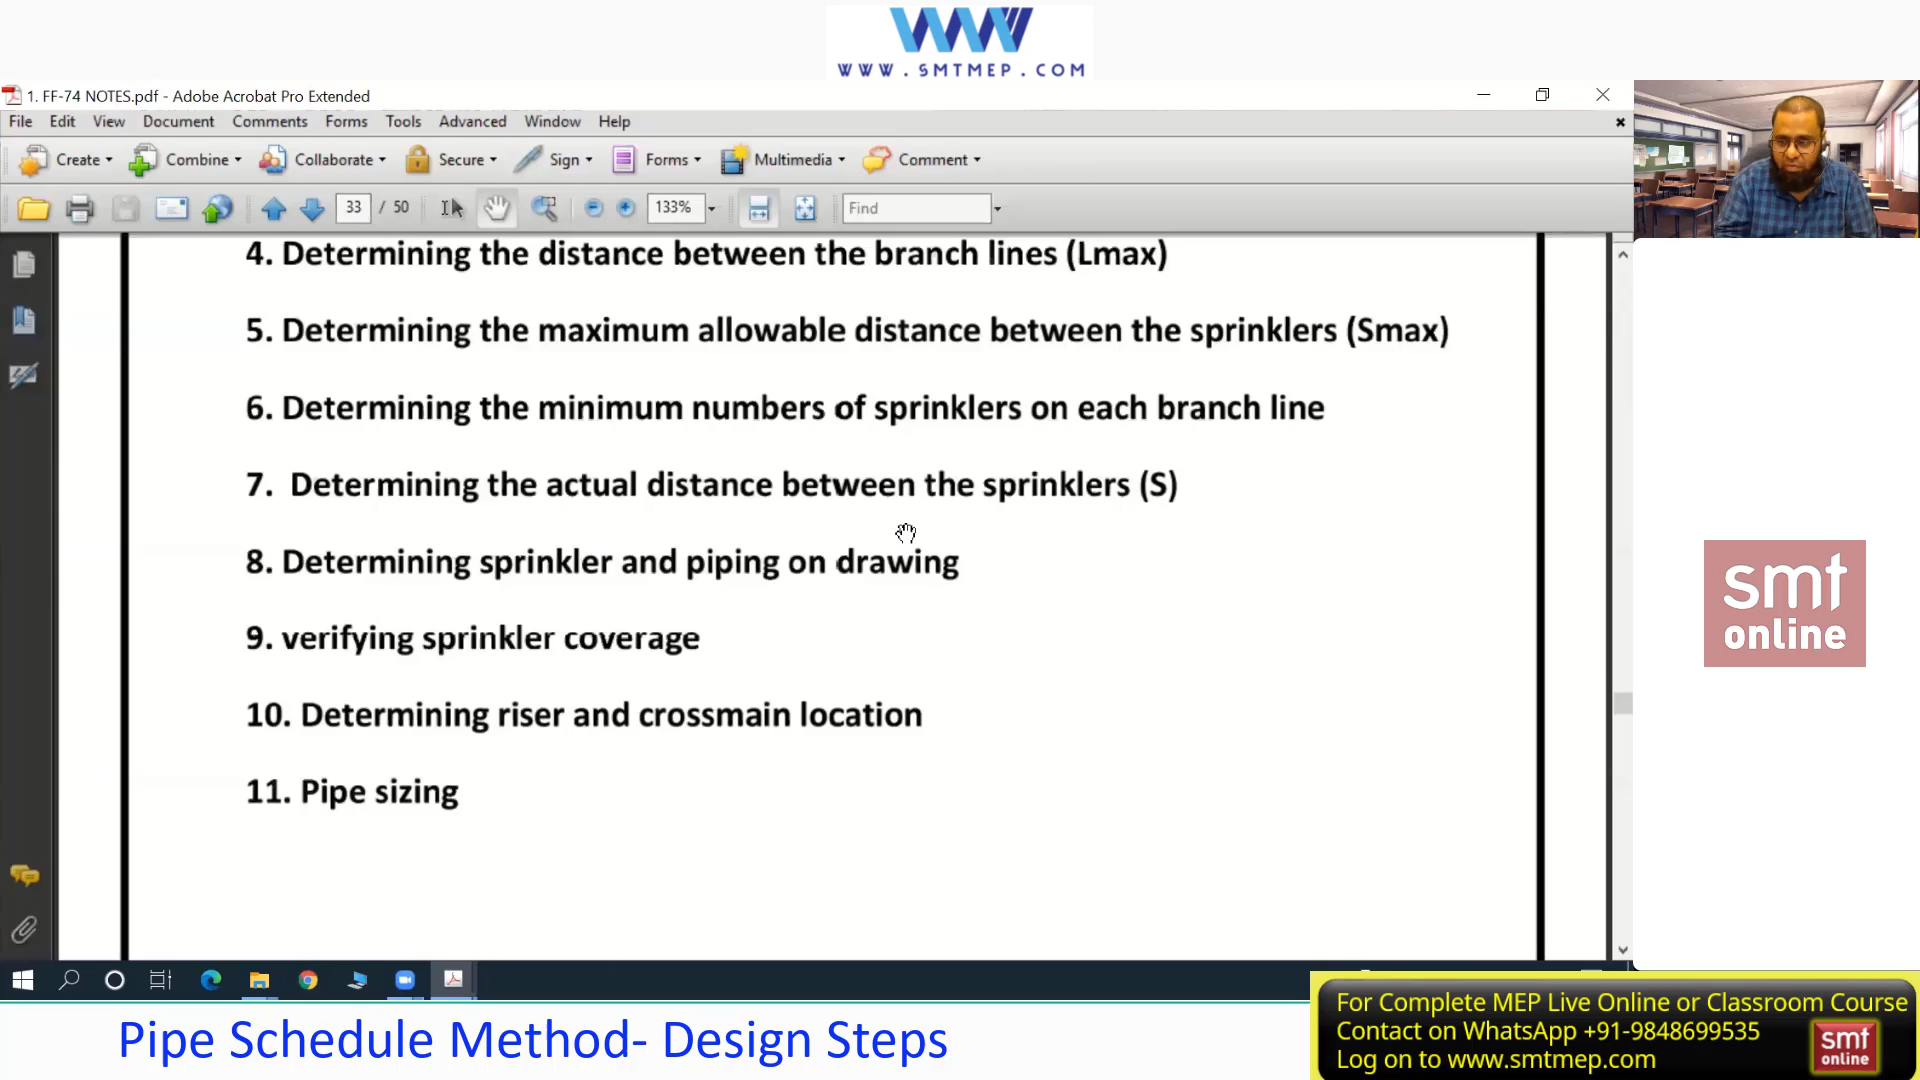 WWW.SMTMEP.COM
1. FF-74 NOTES.pdf - Adobe Acrobat Pro Extended
File Edit View Document Comments Forms Tools Advanced Window Help
Create Combine Collaborate Secure Sign Forms Multimedia Comment
33 / 50 133% Find
4. Determining the distance between the branch lines (Lmax)
5. Determining the maximum allowable distance between the sprinklers (Smax)
6. Determining the minimum numbers of sprinklers on each branch line
7. Determining the actual distance between the sprinklers (S)
8. Determining sprinkler and piping on drawing
9. verifying sprinkler coverage
10. Determining riser and crossmain location
11. Pipe sizing
smt
online
Pipe Schedule Method- Design Steps
For Complete MEP Live Online or Classroom Course
Contact on WhatsApp +91-9848699535
Log on to www.smtmep.com
smt
online